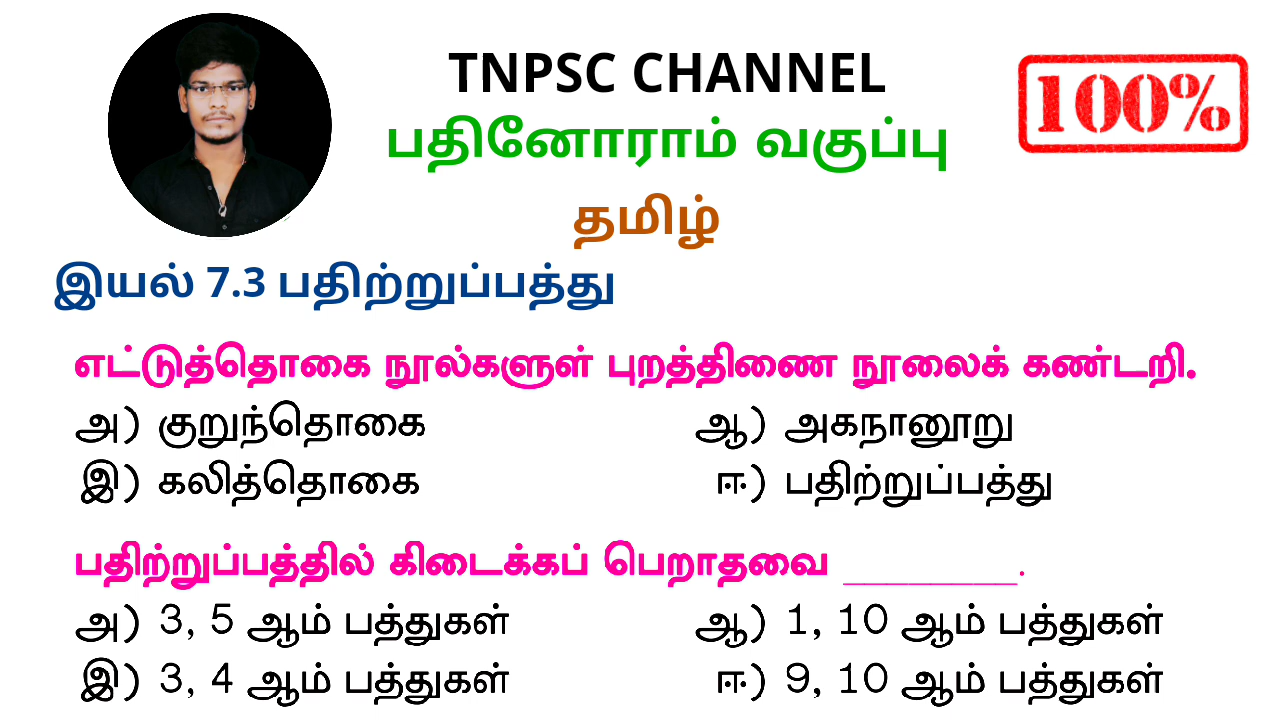 TNPSC CHANNEL
100%
பதினோராம் வகுப்பு
தமிழ்
இயல் 7.3 பதிற்றுப்பத்து
எட்டுத்தொகை நூல்களுள் புறத்திணை நூலைக் கண்டறி.
அ) குறுந்தொகை ஆ) அகநானூறு
இ) கலித்தொகை ஈ) பதிற்றுப்பத்து
பதிற்றுப்பத்தில் கிடைக்கப் பெறாதவை ________.
அ) 3, 5 ஆம் பத்துகள் ஆ) 1, 10 ஆம் பத்துகள்
இ) 3, 4 ஆம் பத்துகள் ஈ) 9, 10 ஆம் பத்துகள்